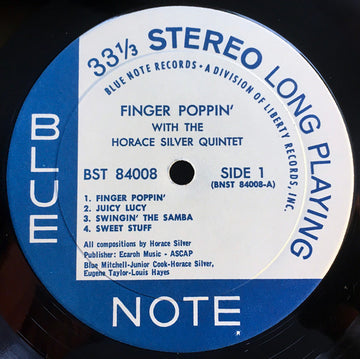 33⅓ STEREO LONG PLAYING
BLUE NOTE RECORDS • A DIVISION OF LIBERTY RECORDS, INC.
FINGER POPPIN'
WITH THE
HORACE SILVER QUINTET
BST 84008 SIDE 1
(BNST 84008-A)
1. FINGER POPPIN'
2. JUICY LUCY
3. SWINGIN' THE SAMBA
4. SWEET STUFF
All compositions by Horace Silver
Publisher: Ecaroh Music - ASCAP
Blue Mitchell-Junior Cook-Horace Silver,
Eugene Taylor-Louis Hayes
BLUE
NOTE